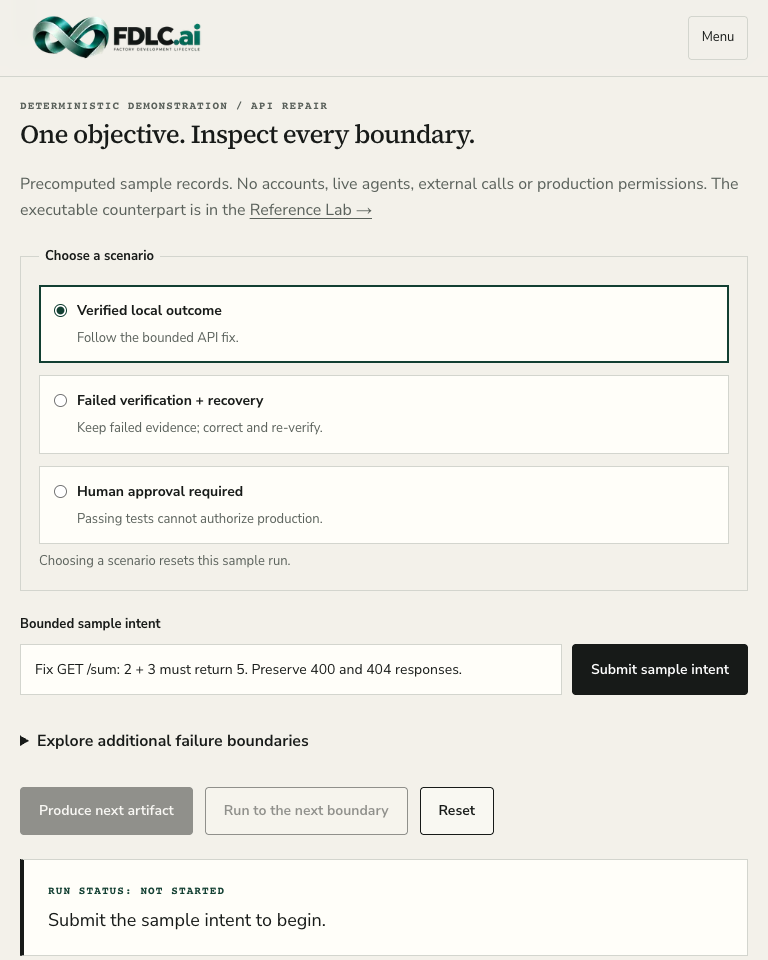 FDLC.ai
FACTORY DEVELOPMENT LIFECYCLE
Menu
DETERMINISTIC DEMONSTRATION / API REPAIR
One objective. Inspect every boundary.
Precomputed sample records. No accounts, live agents, external calls or production permissions. The
executable counterpart is in the Reference Lab →
Choose a scenario
Verified local outcome
Follow the bounded API fix.
Failed verification + recovery
Keep failed evidence; correct and re-verify.
Human approval required
Passing tests cannot authorize production.
Choosing a scenario resets this sample run.
Bounded sample intent
Fix GET /sum: 2 + 3 must return 5. Preserve 400 and 404 responses.
Submit sample intent
Explore additional failure boundaries
Produce next artifact
Run to the next boundary
Reset
RUN STATUS: NOT STARTED
Submit the sample intent to begin.